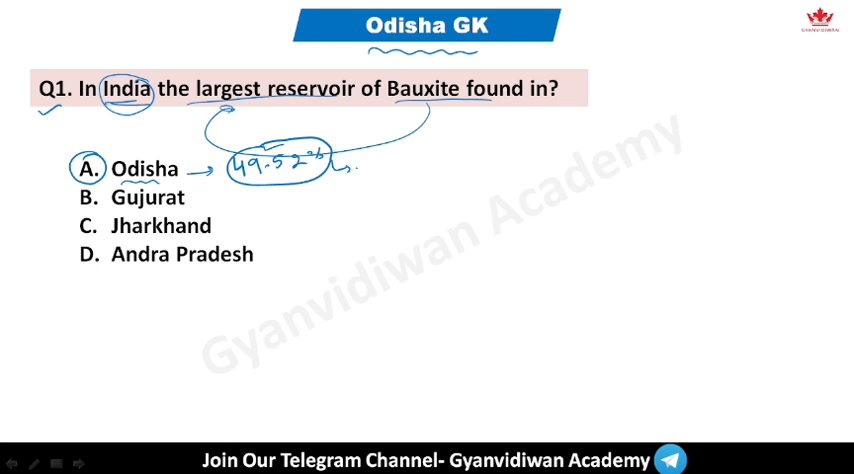 Odisha GK
GYANVIDIWAN
Q1. In India the largest reservoir of Bauxite found in?
A. Odisha → 49.52%
B. Gujurat
C. Jharkhand
D. Andra Pradesh
Gyanvidiwan Academy
Join Our Telegram Channel- Gyanvidiwan Academy